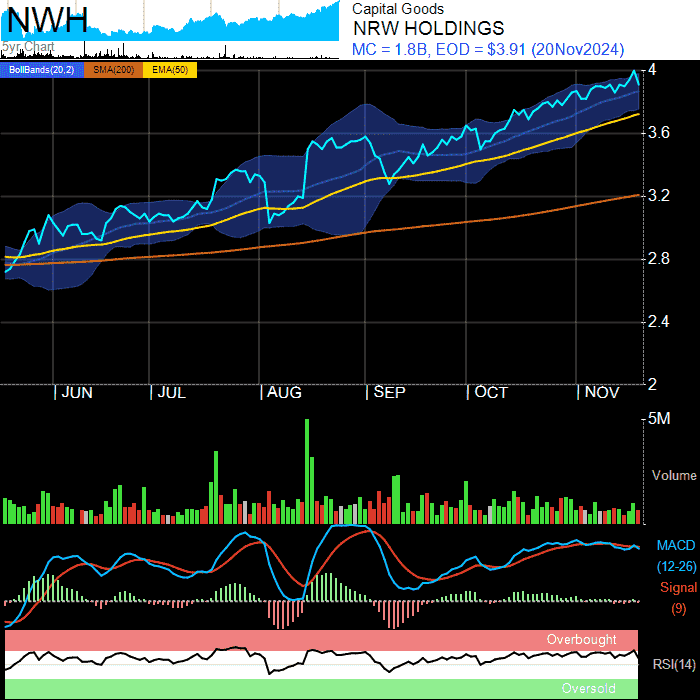 NWH
5yr Chart
Capital Goods
NRW HOLDINGS
MC = 1.8B, EOD = $3.91 (20Nov2024)
BollBands(20,2) SMA(200) EMA(50)
4
3.6
3.2
2.8
2.4
2
JUN JUL AUG SEP OCT NOV
5M
Volume
MACD
(12-26)
Signal
(9)
Overbought
RSI(14)
Oversold